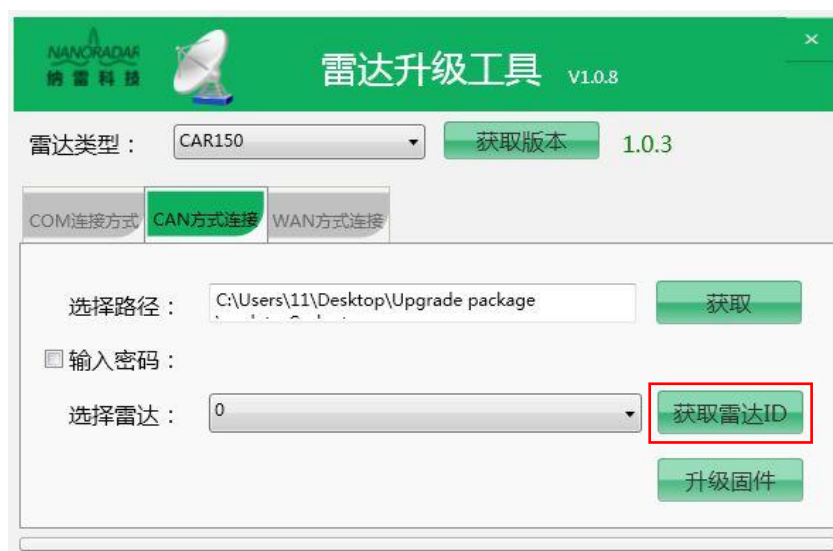 NANORADAR
纳雷科技
雷达升级工具 V1.0.8
×
雷达类型： CAR150 获取版本 1.0.3
COM连接方式 CAN方式连接 WAN方式连接
选择路径： C:\Users\11\Desktop\Upgrade package 获取
输入密码：
选择雷达： 0 获取雷达ID
升级固件